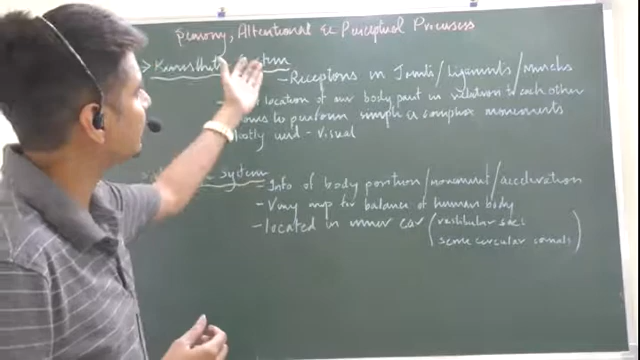 Sensory, Attentional & Perceptual Processes
System
- Receptors in Joints/Ligaments/Muscles
location of our body part in relation to each other
to perform simple & complex movements
Mostly used - visual
System
- Info of body position/movement/acceleration
- Very imp for balance of human body
- located in inner ear (vestibular sacs
semi circular canals)